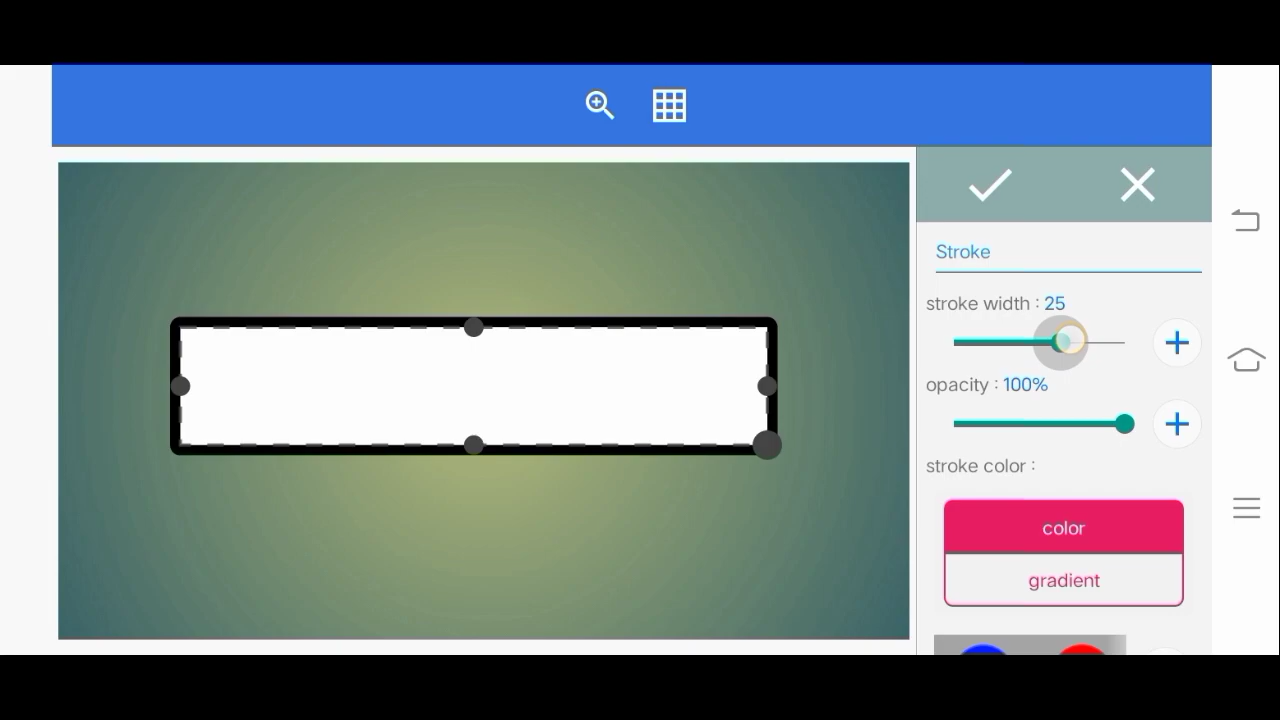 Stroke
stroke width : 25
opacity : 100%
stroke color :
color
gradient